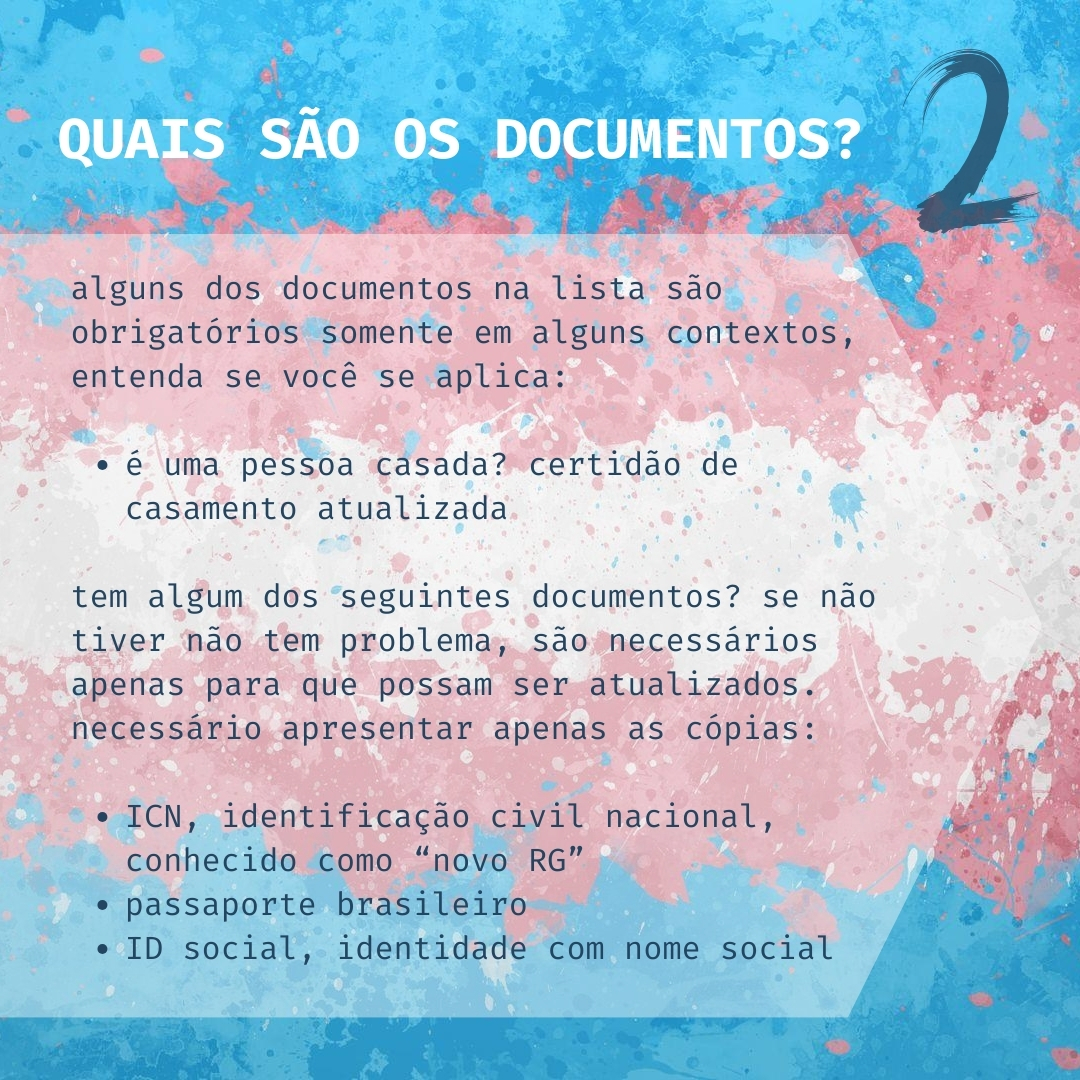 QUAIS SÃO OS DOCUMENTOS?
2
alguns dos documentos na lista são
obrigatórios somente em alguns contextos,
entenda se você se aplica:
• é uma pessoa casada? certidão de
casamento atualizada
tem algum dos seguintes documentos? se não
tiver não tem problema, são necessários
apenas para que possam ser atualizados.
necessário apresentar apenas as cópias:
• ICN, identificação civil nacional,
conhecido como “novo RG”
• passaporte brasileiro
• ID social, identidade com nome social